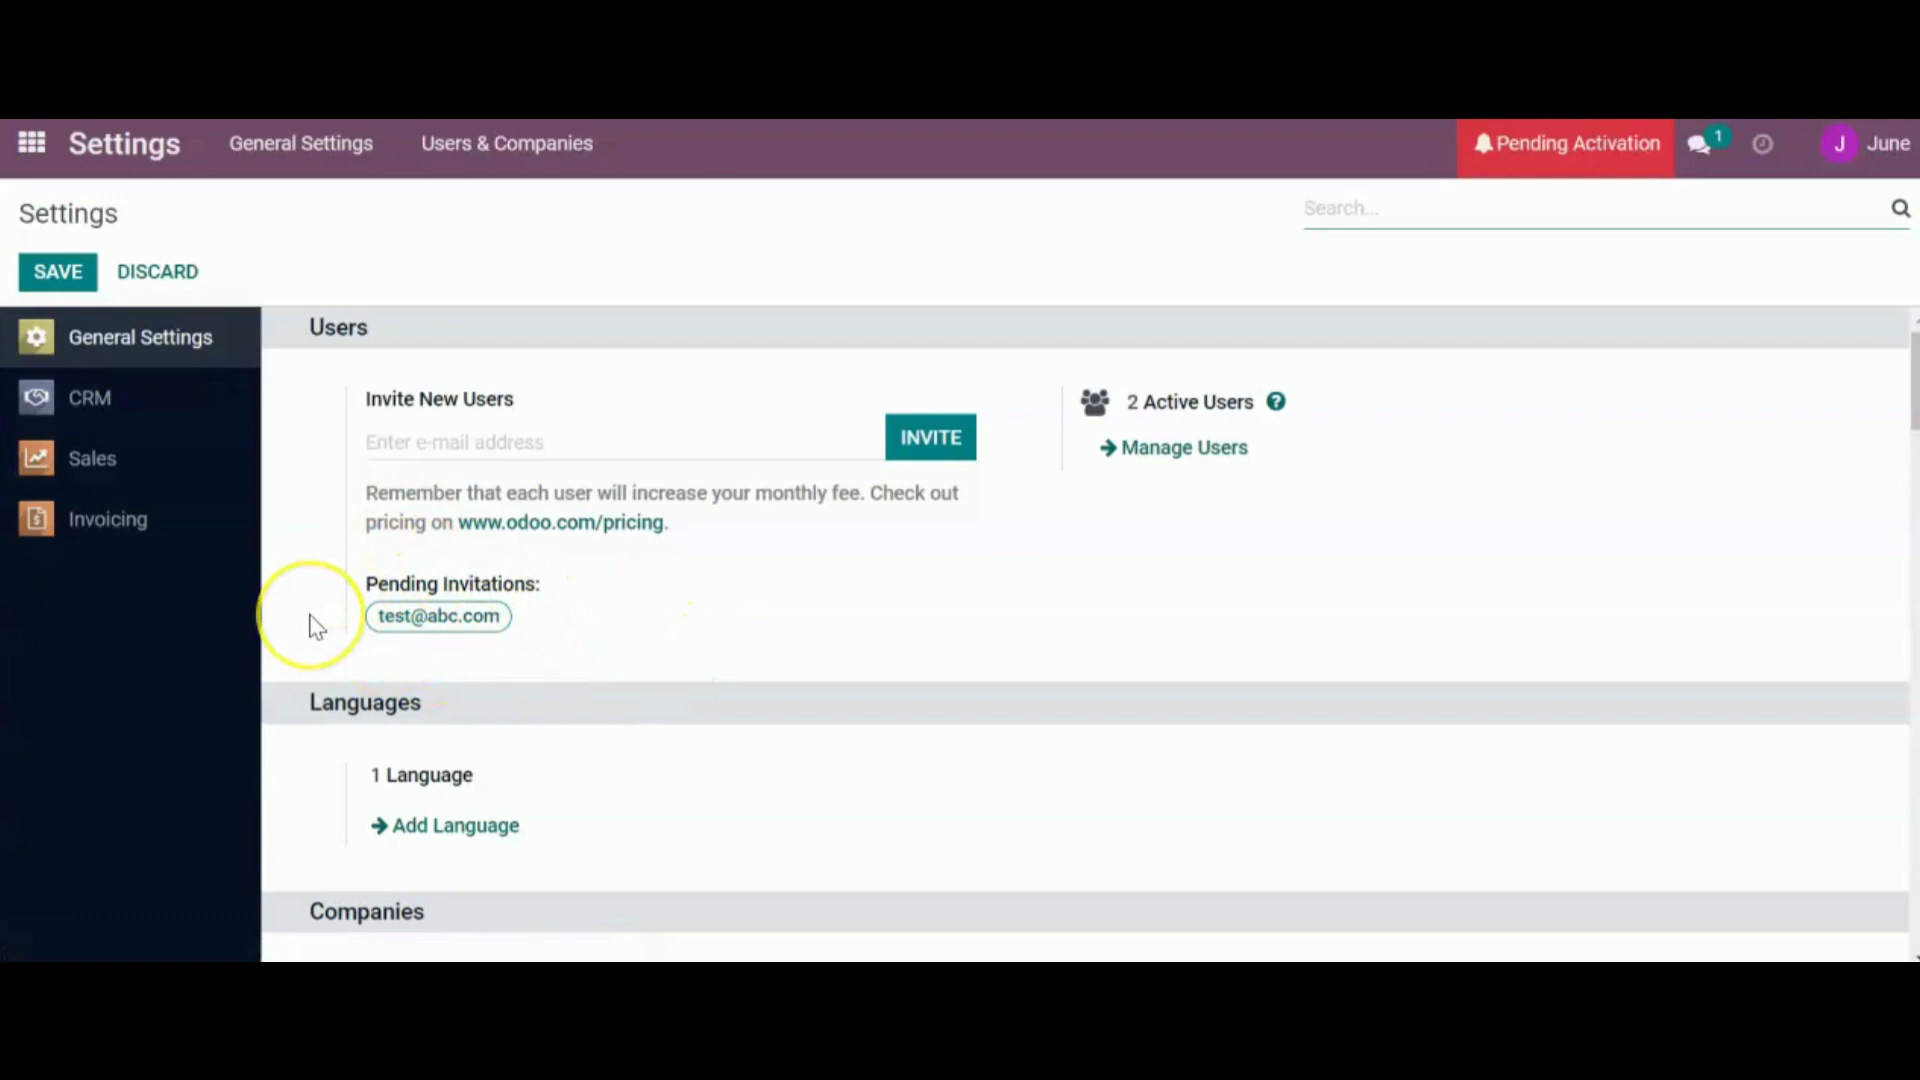 Settings General Settings Users & Companies Pending Activation 1 J June
Settings
Search...
SAVE DISCARD
General Settings
CRM
Sales
Invoicing
Users
Invite New Users
Enter e-mail address
INVITE
Remember that each user will increase your monthly fee. Check out
pricing on www.odoo.com/pricing.
Pending Invitations:
test@abc.com
2 Active Users ?
Manage Users
Languages
1 Language
Add Language
Companies